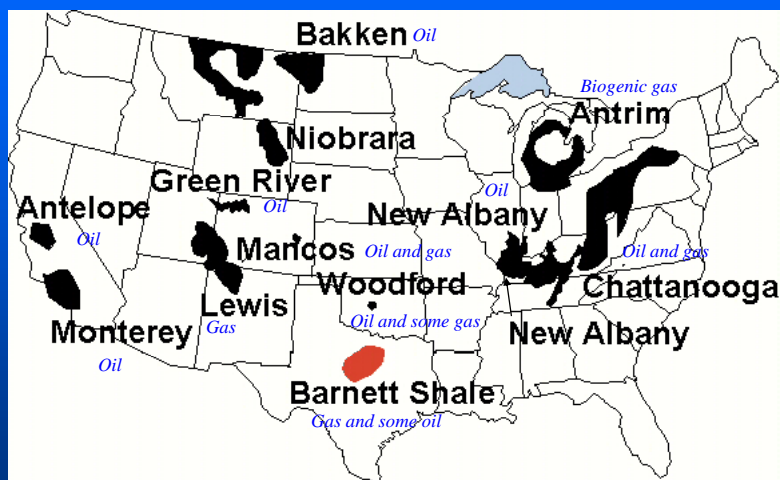 Bakken Oil
Biogenic gas
Antrim
Niobrara
Green River
Oil
Oil
Antelope
Oil
New Albany
Mancos
Oil and gas
Oil and gas
Woodford
Chattanooga
Lewis
Gas
Oil and some gas
Monterey
New Albany
Oil
Barnett Shale
Gas and some oil